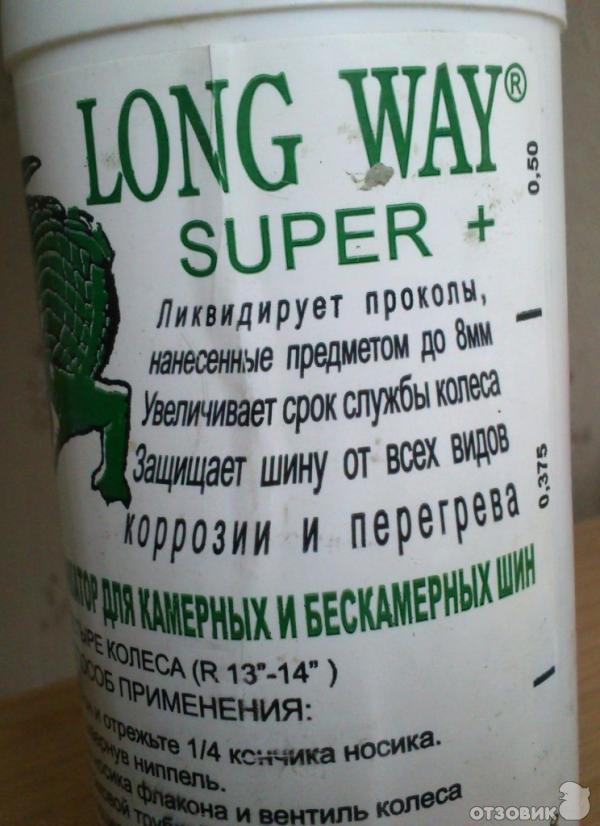 LONG WAY®
SUPER +
0,50
Ликвидирует проколы,
нанесенные предметом до 8мм
Увеличивает срок службы колеса
Защищает шину от всех видов
коррозии и перегрева
0,375
ДЛЯ КАМЕРНЫХ И БЕСКАМЕРНЫХ ШИН
КОЛЕСА (R 13"-14")
ПРИМЕНЕНИЯ:
и отрежьте 1/4 кончика носика.
ниппель.
носика флакона и вентиль колеса
отзовик